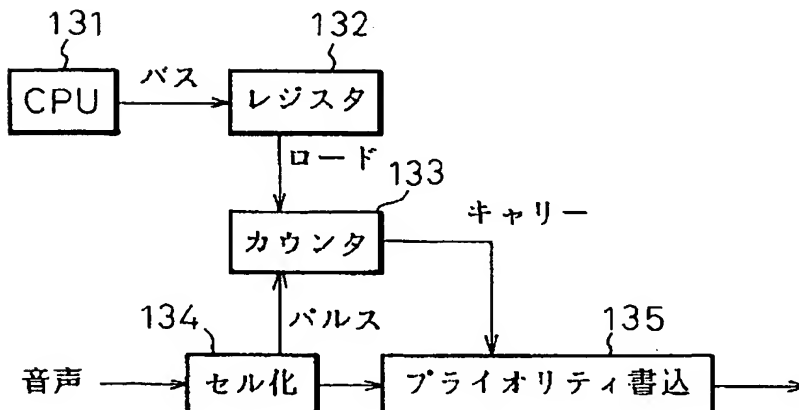 131
132
CPU
バス
レジスタ
ロード
133
カウンタ
キャリー
134
パルス
135
音声
セル化
プライオリティ書込